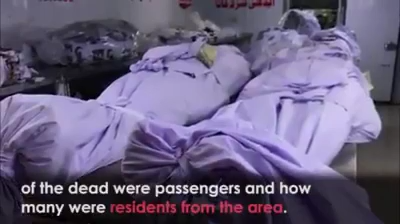 of the dead were passengers and how
many were residents from the area.